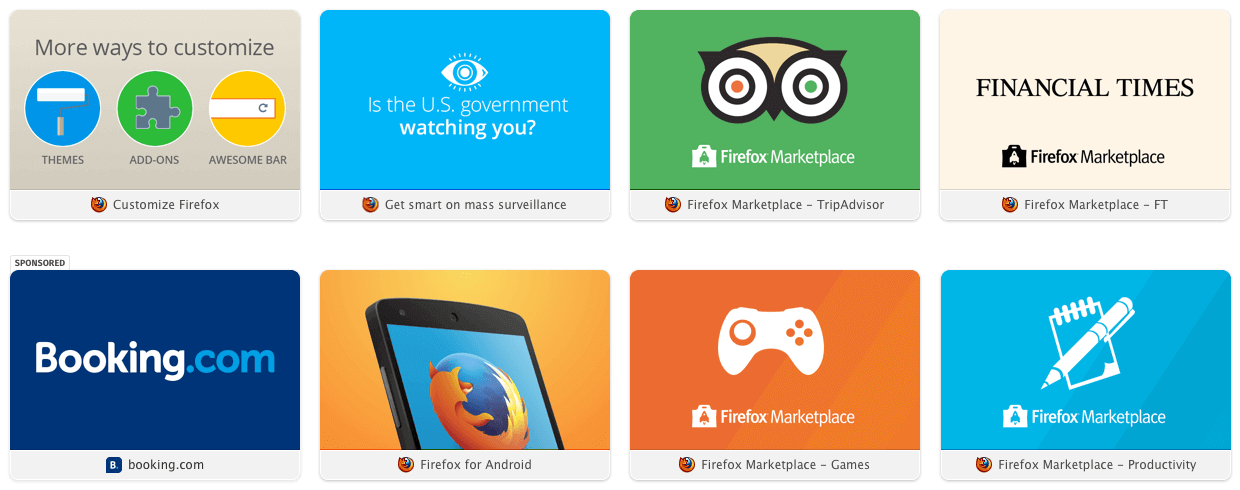 More ways to customize
THEMES
ADD-ONS
AWESOME BAR
Customize Firefox
Is the U.S. government
watching you?
Get smart on mass surveillance
Firefox Marketplace
Firefox Marketplace – TripAdvisor
FINANCIAL TIMES
Firefox Marketplace
Firefox Marketplace – FT
SPONSORED
Booking.com
B.
booking.com
Firefox for Android
Firefox Marketplace
Firefox Marketplace – Games
Firefox Marketplace
Firefox Marketplace – Productivity